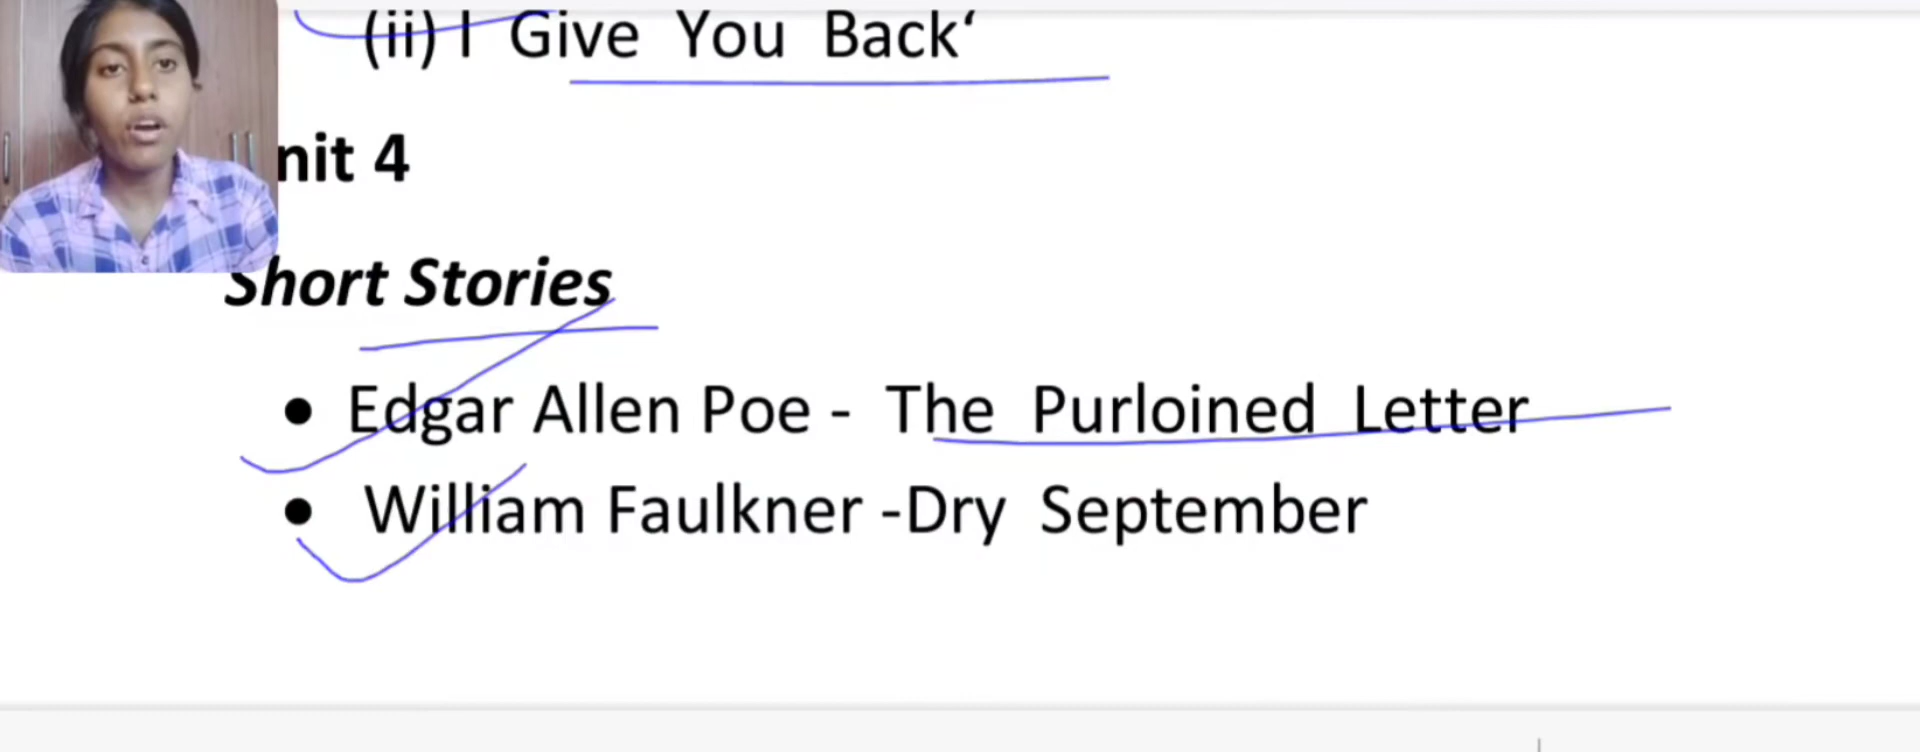 (ii) I Give You Back‘
nit 4
Short Stories
• Edgar Allen Poe - The Purloined Letter
• William Faulkner -Dry September